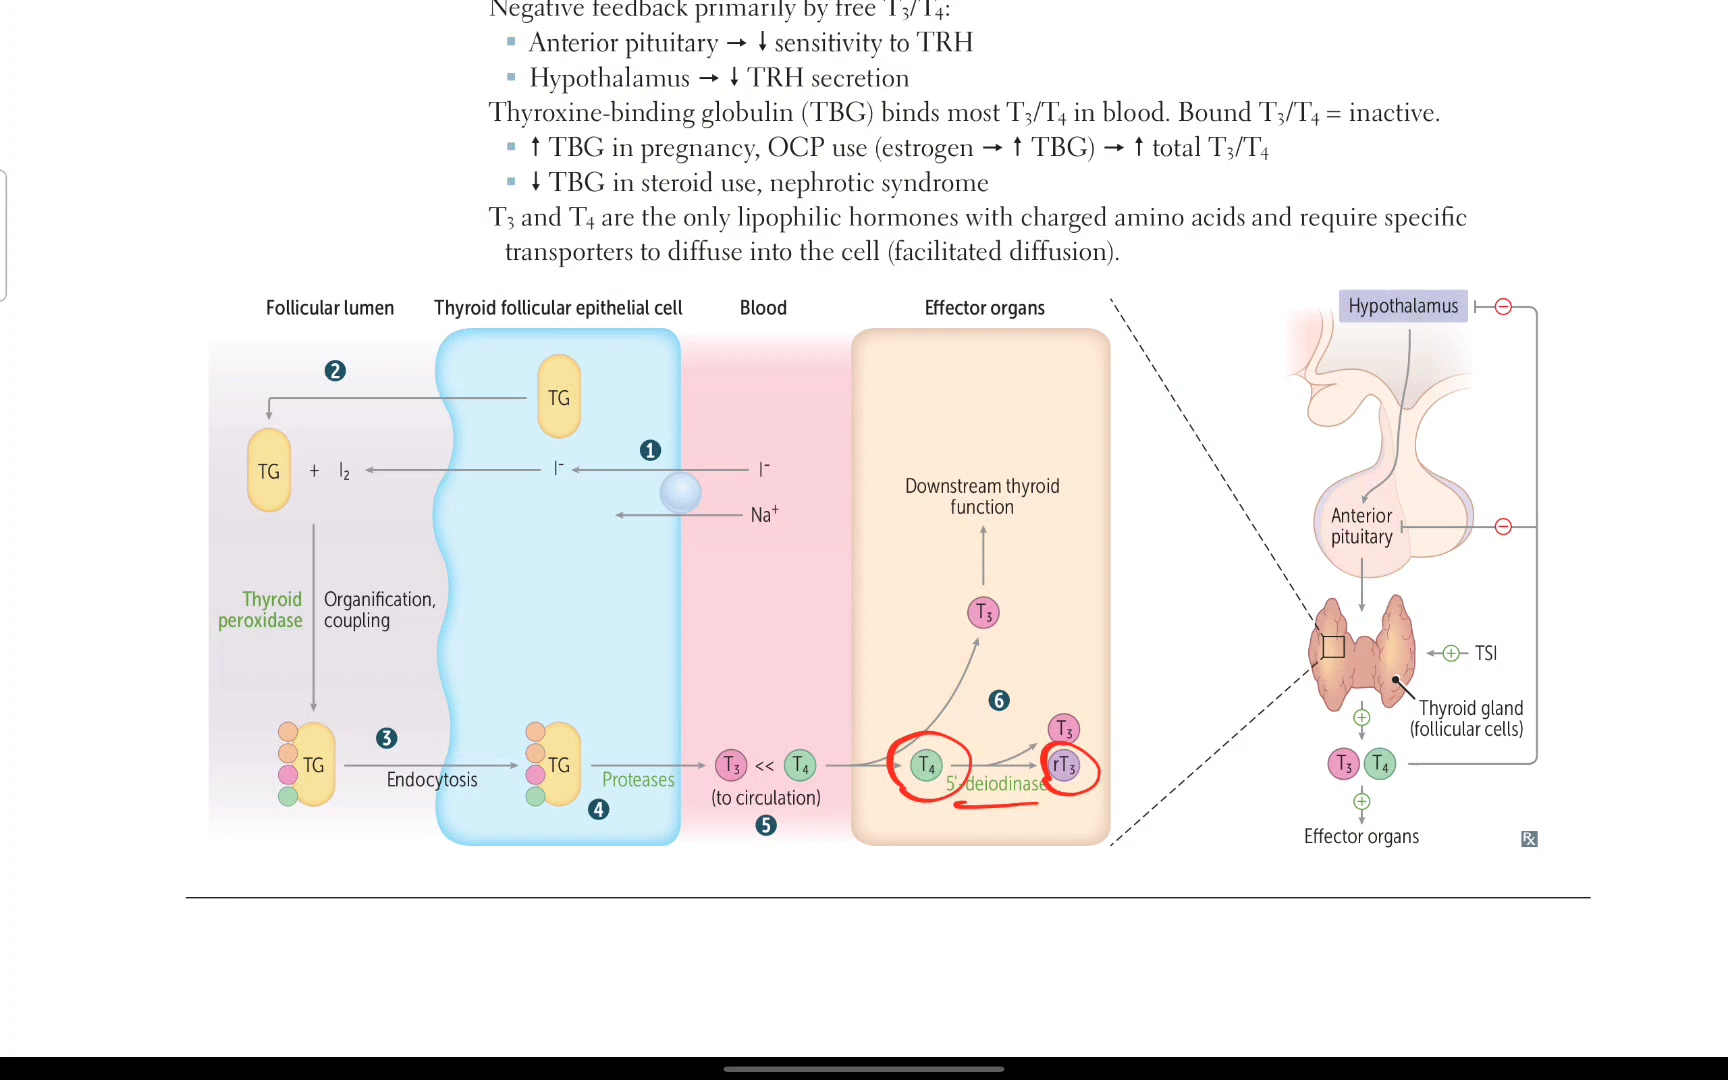 Negative feedback primarily by free T₃/T₄:
▪ Anterior pituitary → ↓ sensitivity to TRH
▪ Hypothalamus → ↓ TRH secretion
Thyroxine-binding globulin (TBG) binds most T₃/T₄ in blood. Bound T₃/T₄ = inactive.
▪ ↑ TBG in pregnancy, OCP use (estrogen → ↑ TBG) → ↑ total T₃/T₄
▪ ↓ TBG in steroid use, nephrotic syndrome
T₃ and T₄ are the only lipophilic hormones with charged amino acids and require specific
transporters to diffuse into the cell (facilitated diffusion).
Follicular lumen
Thyroid follicular epithelial cell
Blood
Effector organs
2
TG
TG + I₂
1
I⁻
I⁻
Na⁺
Thyroid
peroxidase
Organification,
coupling
TG
3
Endocytosis
TG
Proteases
4
T₃ << T₄
(to circulation)
5
Downstream thyroid
function
T₃
6
T₄
5'-deiodinase
T₃
rT₃
Hypothalamus
−
Anterior
pituitary
−
+ TSI
Thyroid gland
(follicular cells)
+
T₃ T₄
+
Effector organs
Rx